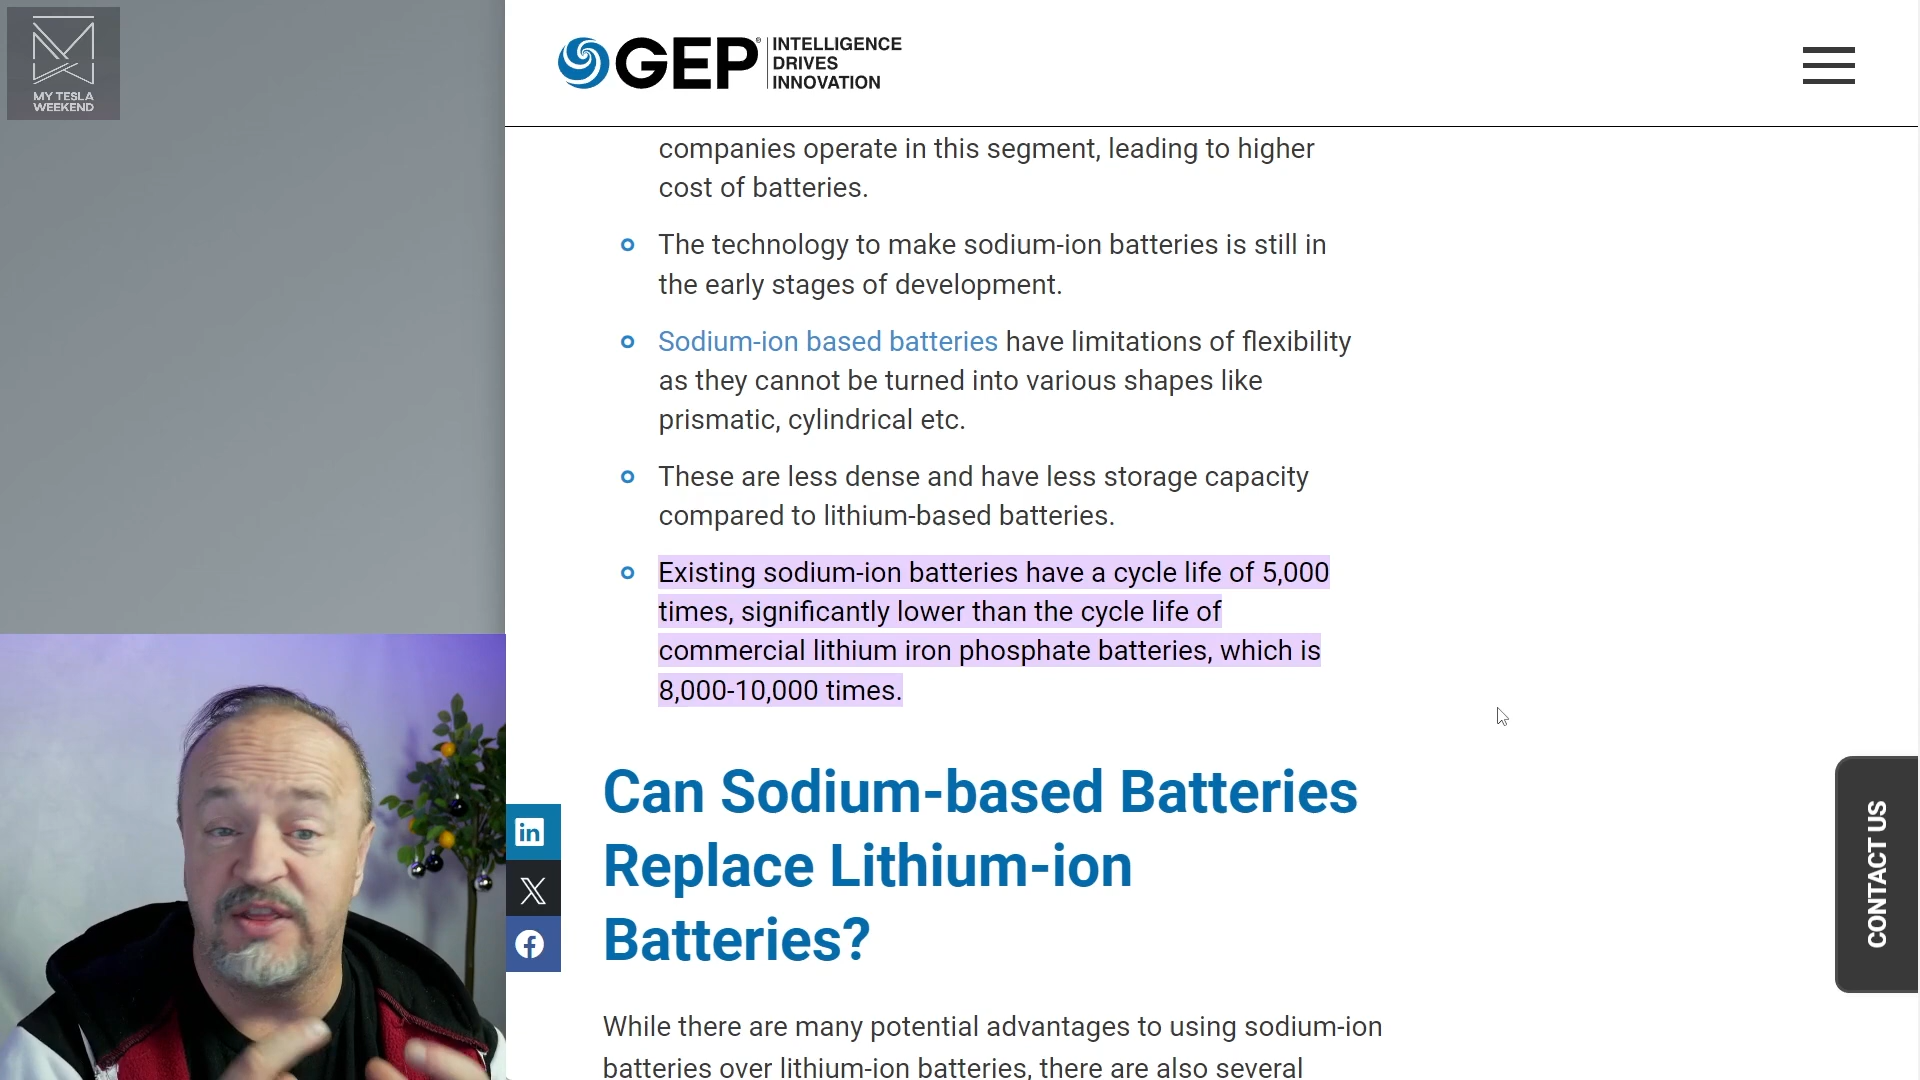 MY TESLA
WEEKEND
GEP®
INTELLIGENCE
DRIVES
INNOVATION
companies operate in this segment, leading to higher
cost of batteries.
The technology to make sodium-ion batteries is still in
the early stages of development.
Sodium-ion based batteries have limitations of flexibility
as they cannot be turned into various shapes like
prismatic, cylindrical etc.
These are less dense and have less storage capacity
compared to lithium-based batteries.
Existing sodium-ion batteries have a cycle life of 5,000
times, significantly lower than the cycle life of
commercial lithium iron phosphate batteries, which is
8,000-10,000 times.
Can Sodium-based Batteries
Replace Lithium-ion
Batteries?
While there are many potential advantages to using sodium-ion
batteries over lithium-ion batteries, there are also several
in
X
f
CONTACT US